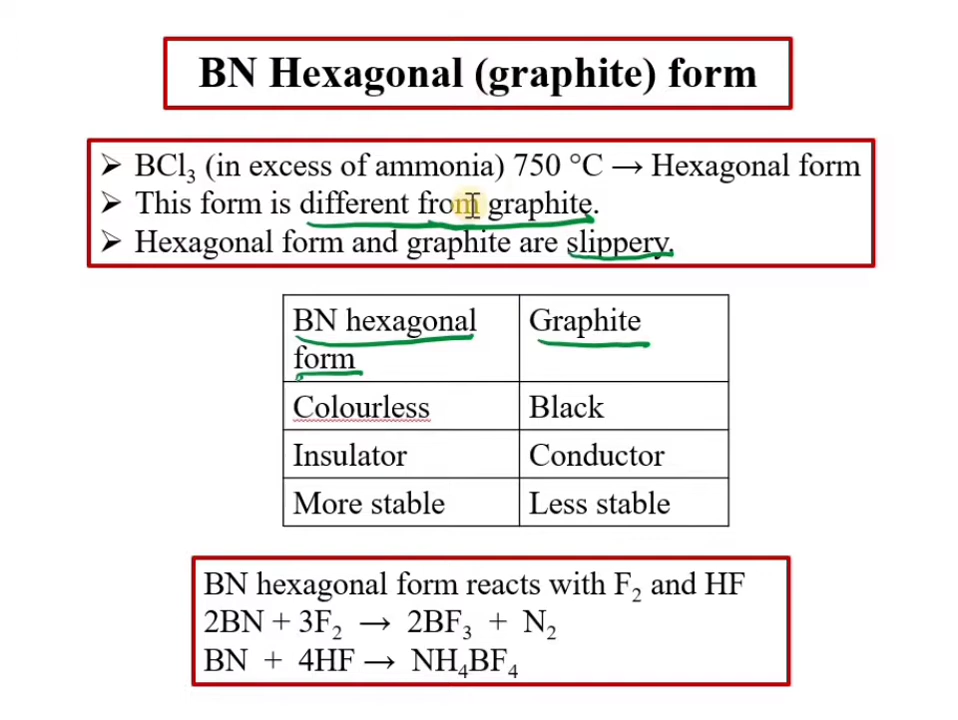 BN Hexagonal (graphite) form
➢ BCl₃ (in excess of ammonia) 750 °C → Hexagonal form
➢ This form is different from graphite.
➢ Hexagonal form and graphite are slippery.
BN hexagonal form | Graphite
Colourless | Black
Insulator | Conductor
More stable | Less stable
BN hexagonal form reacts with F₂ and HF
2BN + 3F₂ → 2BF₃ + N₂
BN + 4HF → NH₄BF₄